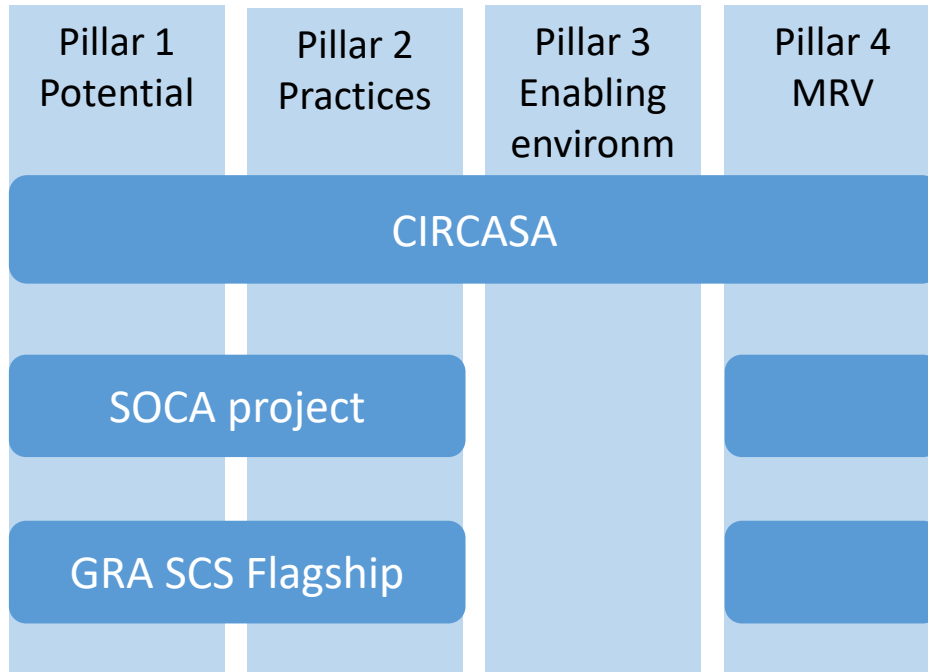 Pillar 1
Potential
Pillar 2
Practices
Pillar 3
Enabling
environm
Pillar 4
MRV
CIRCASA
SOCA project
GRA SCS Flagship